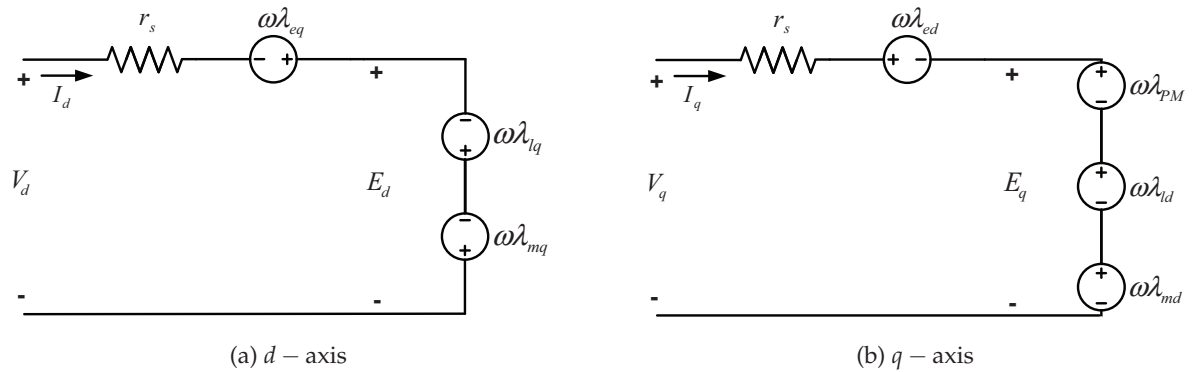 r_s
ωλ_eq
+
I_d
- +
+
-
+
ωλ_lq
V_d
E_d
-
+
ωλ_mq
-
-
(a) d − axis
r_s
ωλ_ed
+
I_q
+ -
+
+
-
ωλ_PM
V_q
E_q
+
-
ωλ_ld
+
-
ωλ_md
-
-
(b) q − axis